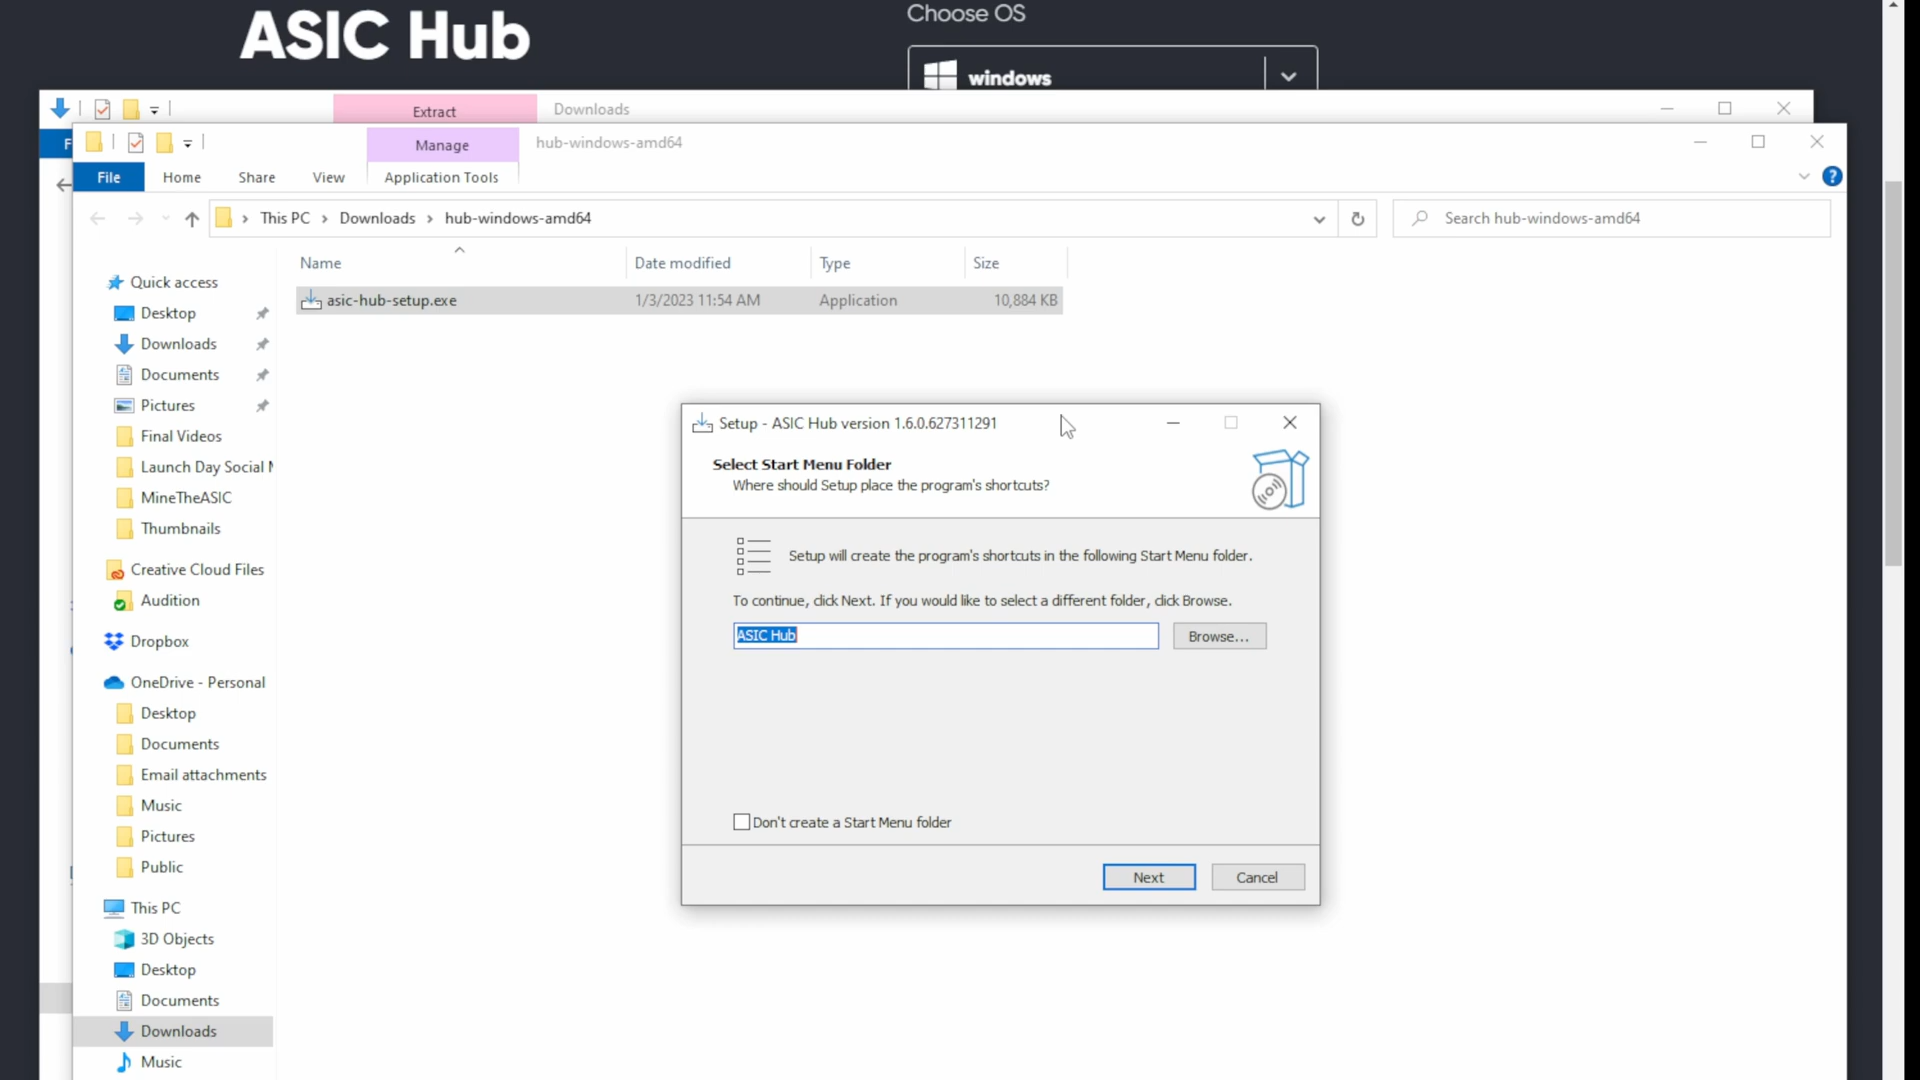 ASIC Hub
Choose OS
windows
Extract
Downloads
F
Manage
hub-windows-amd64
File
Home
Share
View
Application Tools
This PC > Downloads > hub-windows-amd64
Search hub-windows-amd64
Name
Date modified
Type
Size
asic-hub-setup.exe
1/3/2023 11:54 AM
Application
10,884 KB
Quick access
Desktop
Downloads
Documents
Pictures
Final Videos
Launch Day Social
MineTheASIC
Thumbnails
Creative Cloud Files
Audition
Dropbox
OneDrive - Personal
Desktop
Documents
Email attachments
Music
Pictures
Public
This PC
3D Objects
Desktop
Documents
Downloads
Music
Setup - ASIC Hub version 1.6.0.627311291
Select Start Menu Folder
Where should Setup place the program's shortcuts?
Setup will create the program's shortcuts in the following Start Menu folder.
To continue, click Next. If you would like to select a different folder, click Browse.
ASIC Hub
Browse...
Don't create a Start Menu folder
Next
Cancel